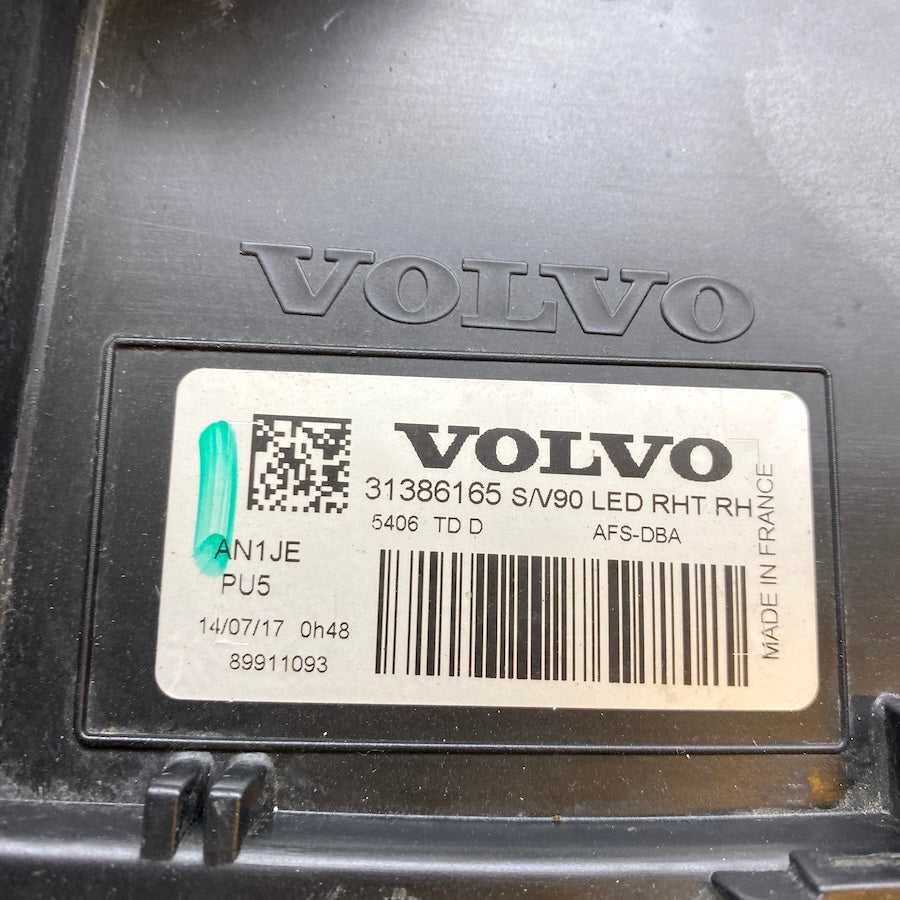 VOLVO
VOLVO
31386165 S/V90 LED RHT RH
5406 TD D AFS-DBA
AN1JE
PU5
14/07/17 0h48
89911093
MADE IN FRANCE